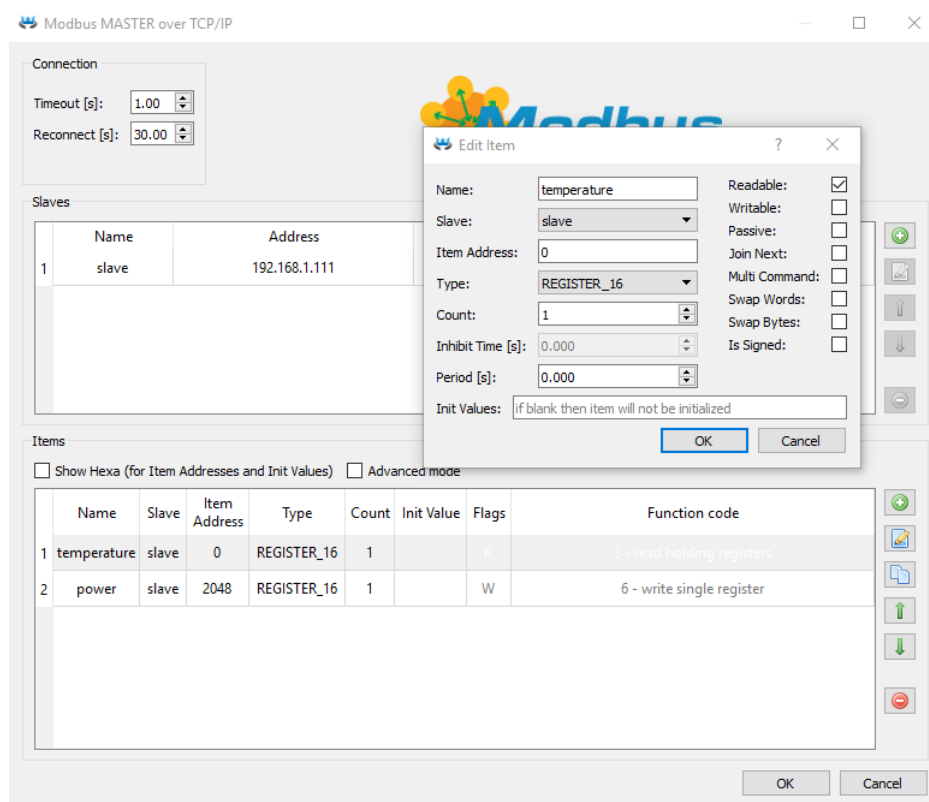 Modbus MASTER over TCP/IP
Connection
Timeout [s]: 1.00
Reconnect [s]: 30.00
Modbus
Slaves
Name Address
1 slave 192.168.1.111
Edit Item ?
Name: temperature
Slave: slave
Item Address: 0
Type: REGISTER_16
Count: 1
Inhibit Time [s]: 0.000
Period [s]: 0.000
Init Values: if blank then item will not be initialized
Readable:
Writable:
Passive:
Join Next:
Multi Command:
Swap Words:
Swap Bytes:
Is Signed:
OK Cancel
Items
Show Hexa (for Item Addresses and Init Values) Advanced mode
Name Slave Item Address Type Count Init Value Flags Function code
1 temperature slave 0 REGISTER_16 1 R 3 - read holding registers
2 power slave 2048 REGISTER_16 1 W 6 - write single register
OK Cancel